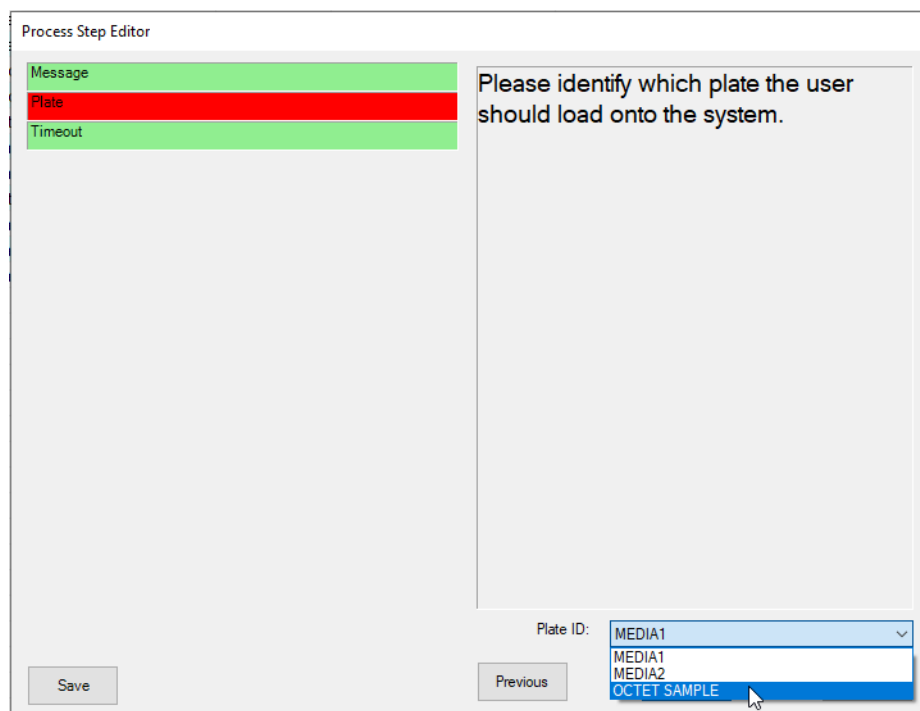 Process Step Editor
Message
Plate
Timeout
Please identify which plate the user
should load onto the system.
Plate ID:
MEDIA1
MEDIA1
MEDIA2
OCTET SAMPLE
Save
Previous